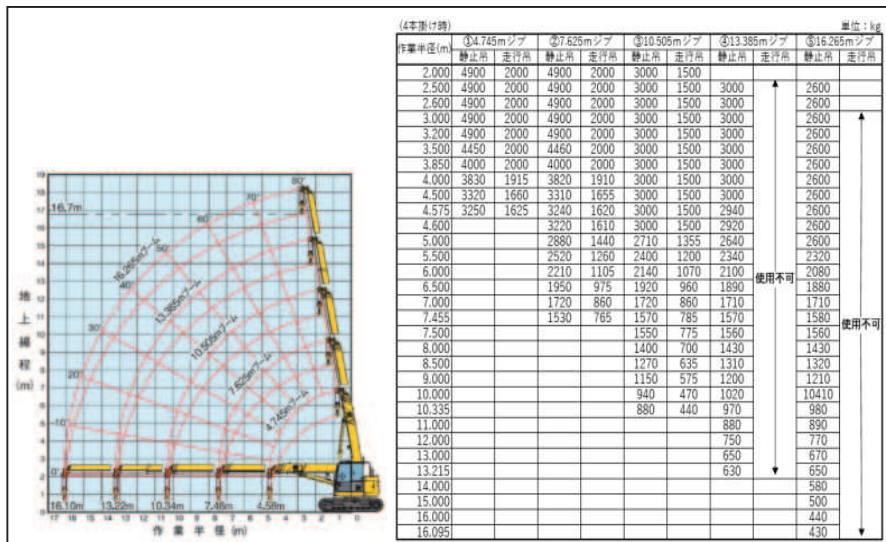 (4本掛け時) 単位：kg
作業半径(m) ①4.745mジブ ②7.625mジブ ③10.505mジブ ④13.385mジブ ⑤16.265mジブ
静止吊 走行吊 静止吊 走行吊 静止吊 走行吊 静止吊 走行吊 静止吊 走行吊
2.000 4900 2000 4900 2000 3000 1500
2.500 4900 2000 4900 2000 3000 1500 3000 2600
2.600 4900 2000 4900 2000 3000 1500 3000 2600
3.000 4900 2000 4900 2000 3000 1500 3000 2600
3.200 4900 2000 4900 2000 3000 1500 3000 2600
3.500 4450 2000 4460 2000 3000 1500 3000 2600
3.850 4000 2000 4000 2000 3000 1500 3000 2600
4.000 3830 1915 3820 1910 3000 1500 3000 2600
4.500 3320 1660 3310 1655 3000 1500 3000 2600
4.575 3250 1625 3240 1620 3000 1500 2940 2600
4.600 3220 1610 3000 1500 2920 2600
5.000 2880 1440 2710 1355 2640 2600
5.500 2520 1260 2400 1200 2340 2320
6.000 2210 1105 2140 1070 2100 2080
使用不可
6.500 1950 975 1920 960 1890 1880
7.000 1720 860 1720 860 1710 1710
7.455 1530 765 1570 785 1570 1580
使用不可
7.500 1550 775 1560 1560
8.000 1400 700 1430 1430
8.500 1270 635 1310 1320
9.000 1150 575 1200 1210
10.000 940 470 1020 10410
10.335 880 440 970 980
11.000 880 890
12.000 750 770
13.000 650 670
13.215 630 650
14.000 580
15.000 500
16.000 440
16.095 430
地上揚程(m)
19
18
17
16
15
14
13
12
11
10
9
8
7
6
5
4
3
2
1
0
16.7m
80°
70°
60°
50°
40°
30°
20°
10°
0°
16.265mブーム
13.385mブーム
10.505mブーム
7.625mブーム
4.745mブーム
16.10m 13.22m 10.34m 7.46m 4.58m
17 16 15 14 13 12 11 10 9 8 7 6 5 4 3 2 1 0
作業半径(m)